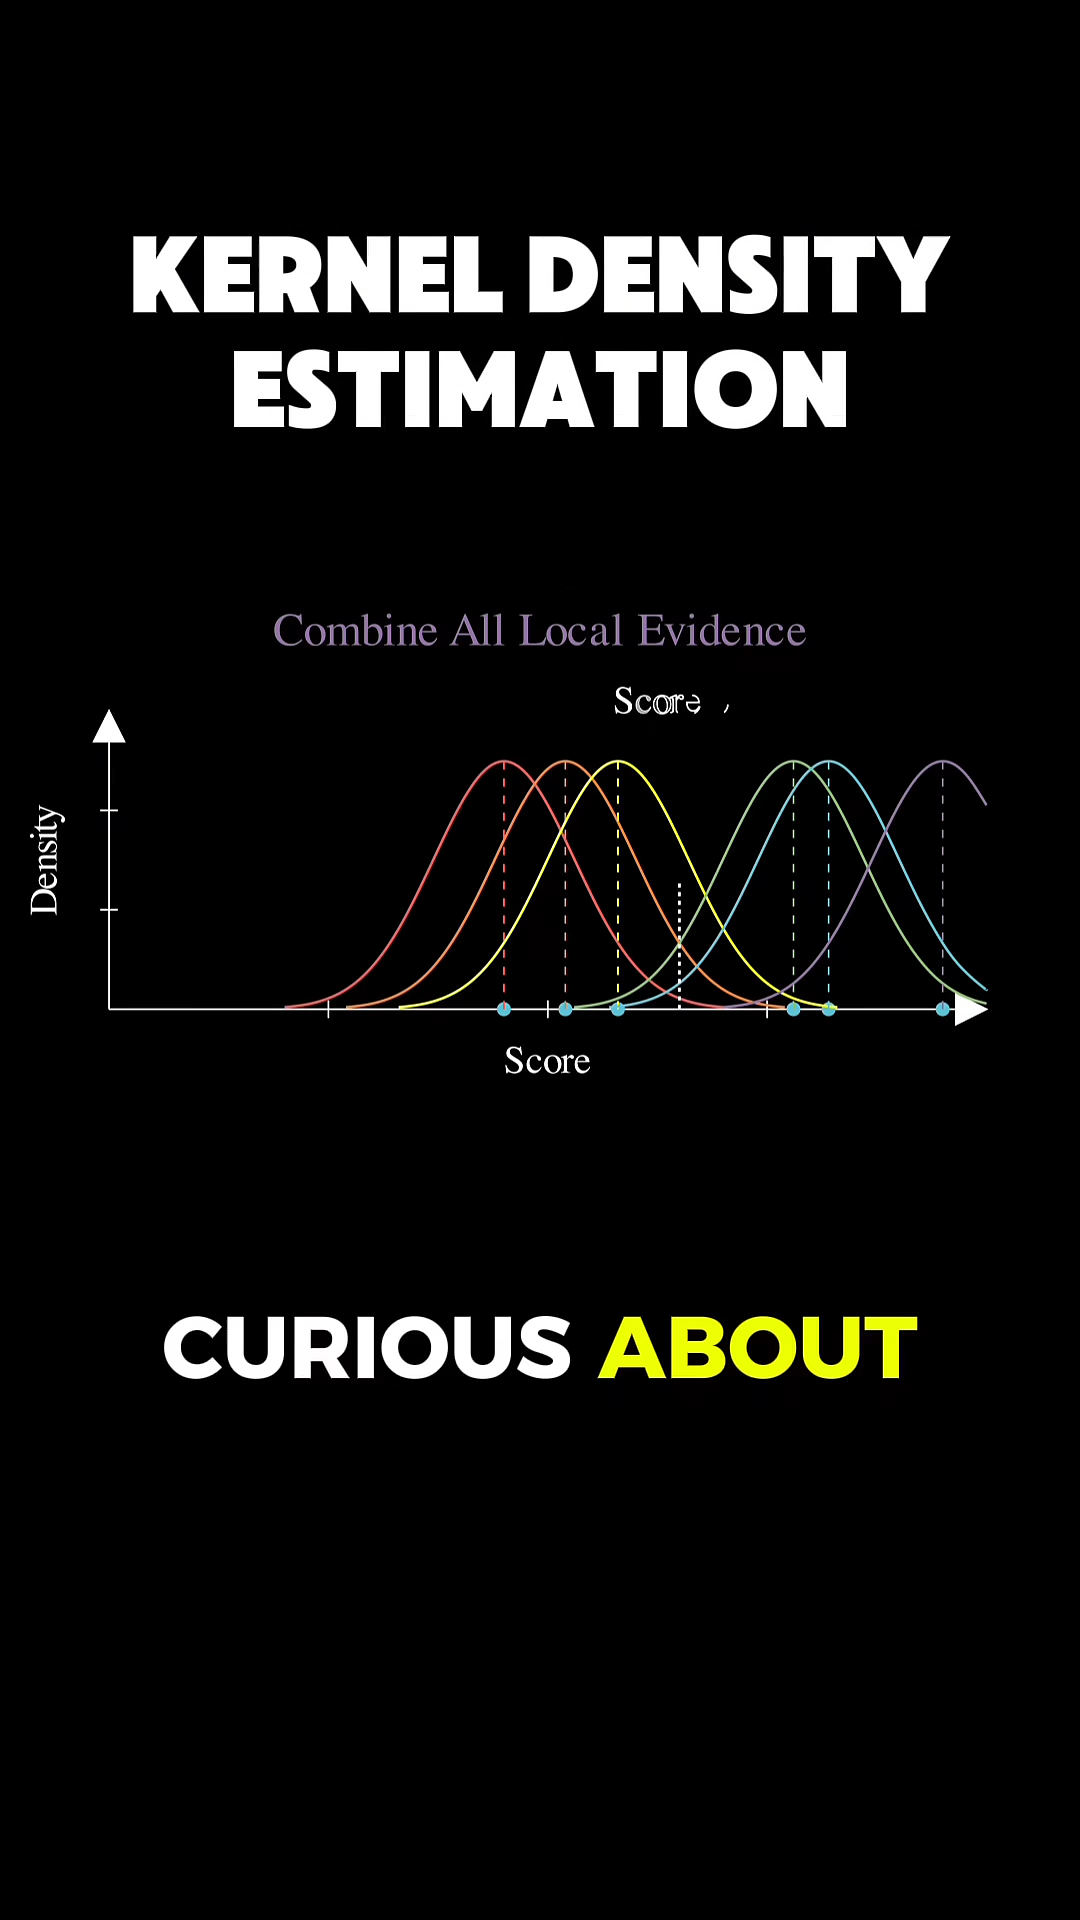 KERNEL DENSITY
ESTIMATION
Combine All Local Evidence
Score
Density
Score
CURIOUS ABOUT